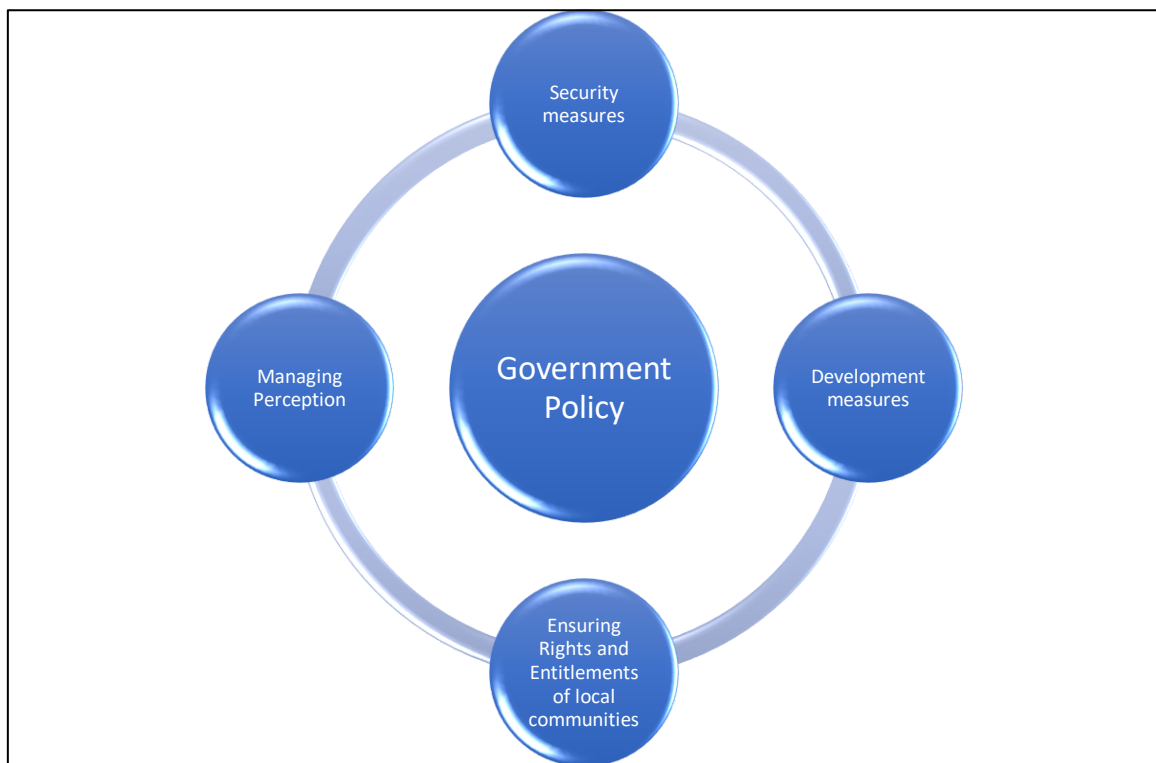 Security
measures
Managing
Perception
Government
Policy
Development
measures
Ensuring
Rights and
Entitlements
of local
communities